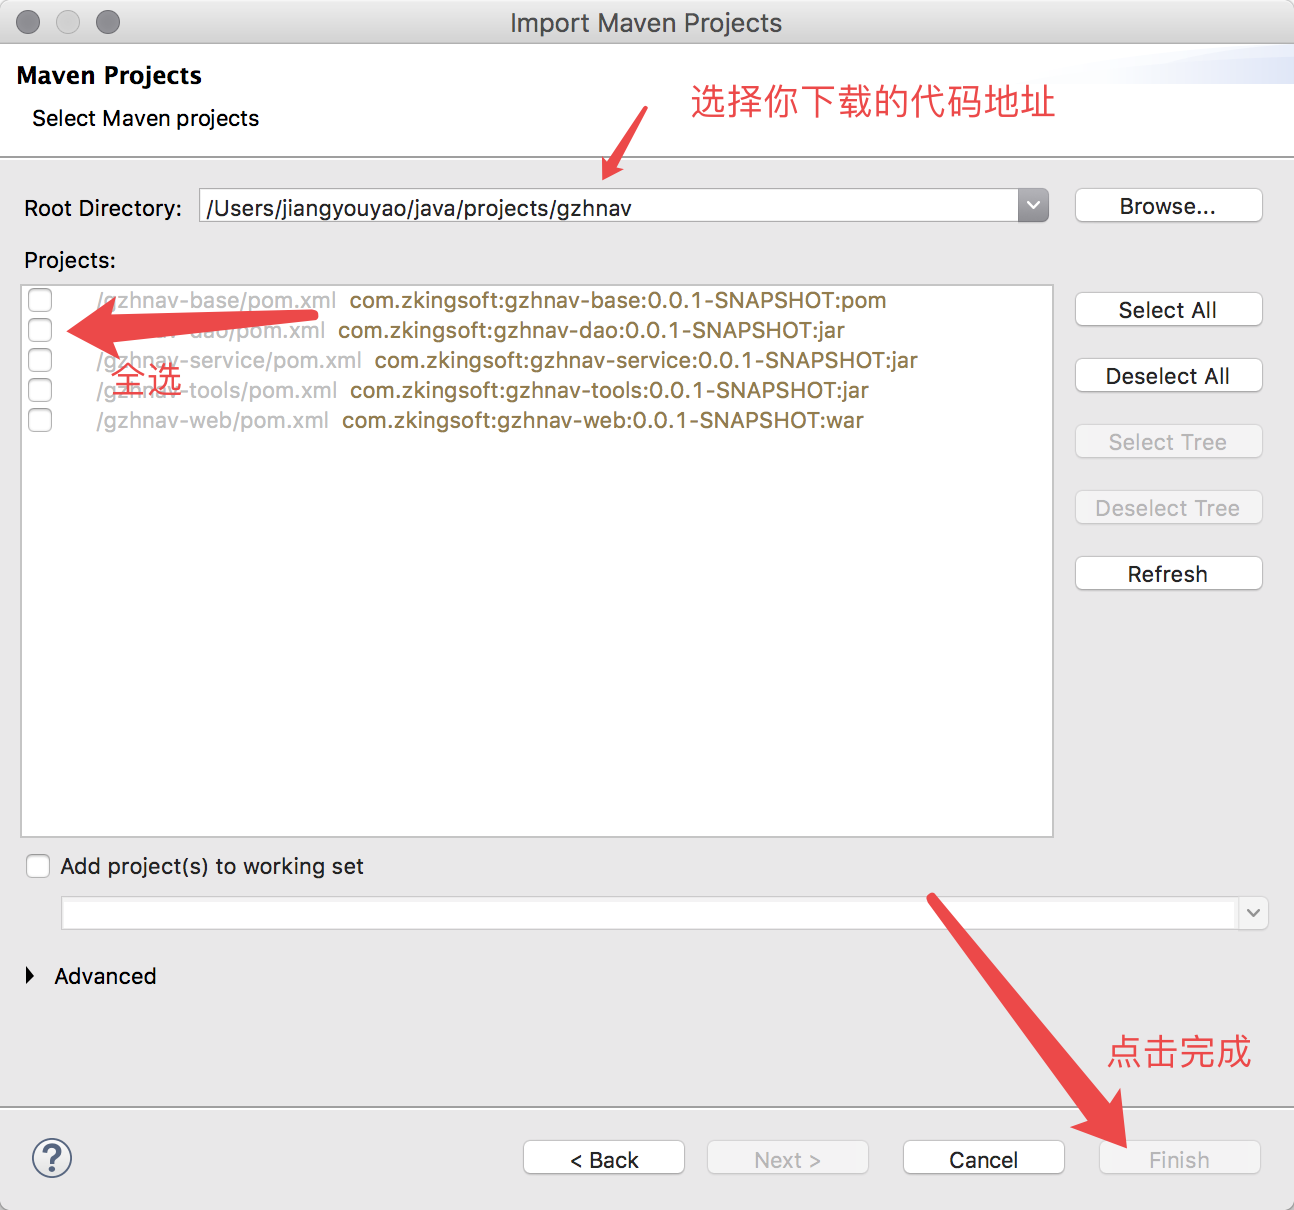 Import Maven Projects
Maven Projects
Select Maven projects
选择你下载的代码地址
Root Directory: /Users/jiangyouyao/java/projects/gzhnav Browse...
Projects:
/gzhnav-base/pom.xml com.zkingsoft:gzhnav-base:0.0.1-SNAPSHOT:pom
-dao/pom.xml com.zkingsoft:gzhnav-dao:0.0.1-SNAPSHOT:jar
/gzhnav-service/pom.xml com.zkingsoft:gzhnav-service:0.0.1-SNAPSHOT:jar
全选
/gzhnav-tools/pom.xml com.zkingsoft:gzhnav-tools:0.0.1-SNAPSHOT:jar
/gzhnav-web/pom.xml com.zkingsoft:gzhnav-web:0.0.1-SNAPSHOT:war
Select All
Deselect All
Select Tree
Deselect Tree
Refresh
Add project(s) to working set
Advanced
点击完成
? < Back Next > Cancel Finish